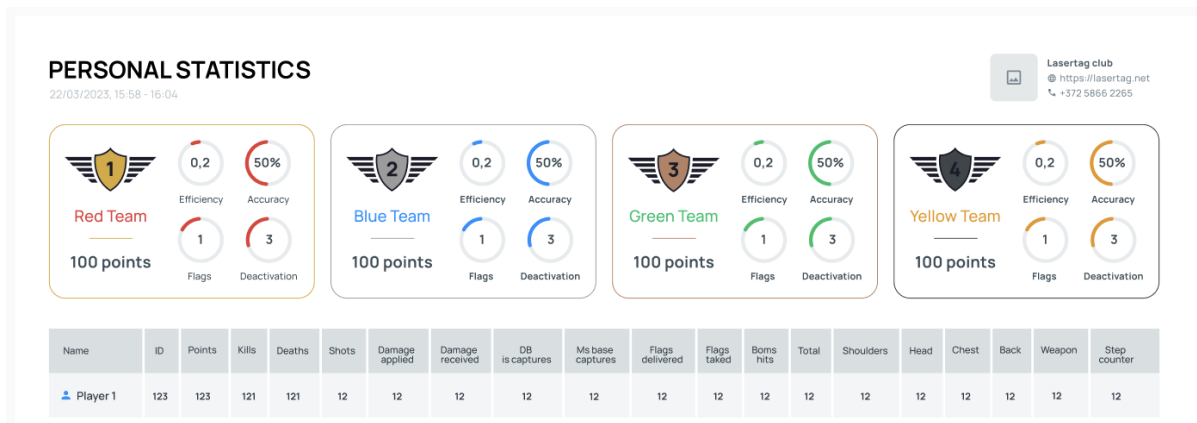 PERSONAL STATISTICS
22/03/2023, 15:58 - 16:04
Lasertag club
https://lasertag.net
+372 5866 2265
1
Red Team
100 points
0,2
Efficiency
50%
Accuracy
1
Flags
3
Deactivation
2
Blue Team
100 points
0,2
Efficiency
50%
Accuracy
1
Flags
3
Deactivation
3
Green Team
100 points
0,2
Efficiency
50%
Accuracy
1
Flags
3
Deactivation
4
Yellow Team
100 points
0,2
Efficiency
50%
Accuracy
1
Flags
3
Deactivation
Name ID Points Kills Deaths Shots Damage applied Damage received DB is captures Ms base captures Flags delivered Flags taked Boms hits Total Shoulders Head Chest Back Weapon Step counter
Player 1 123 123 121 121 12 12 12 12 12 12 12 12 12 12 12 12 12 12 12